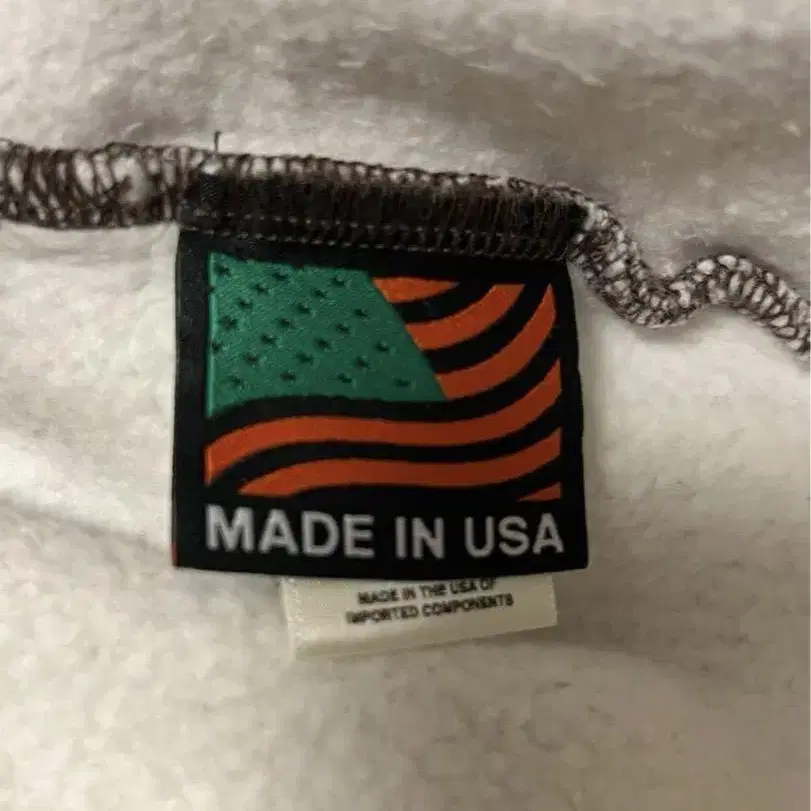 MADE IN USA
MADE IN THE USA OF
IMPORTED COMPONENTS